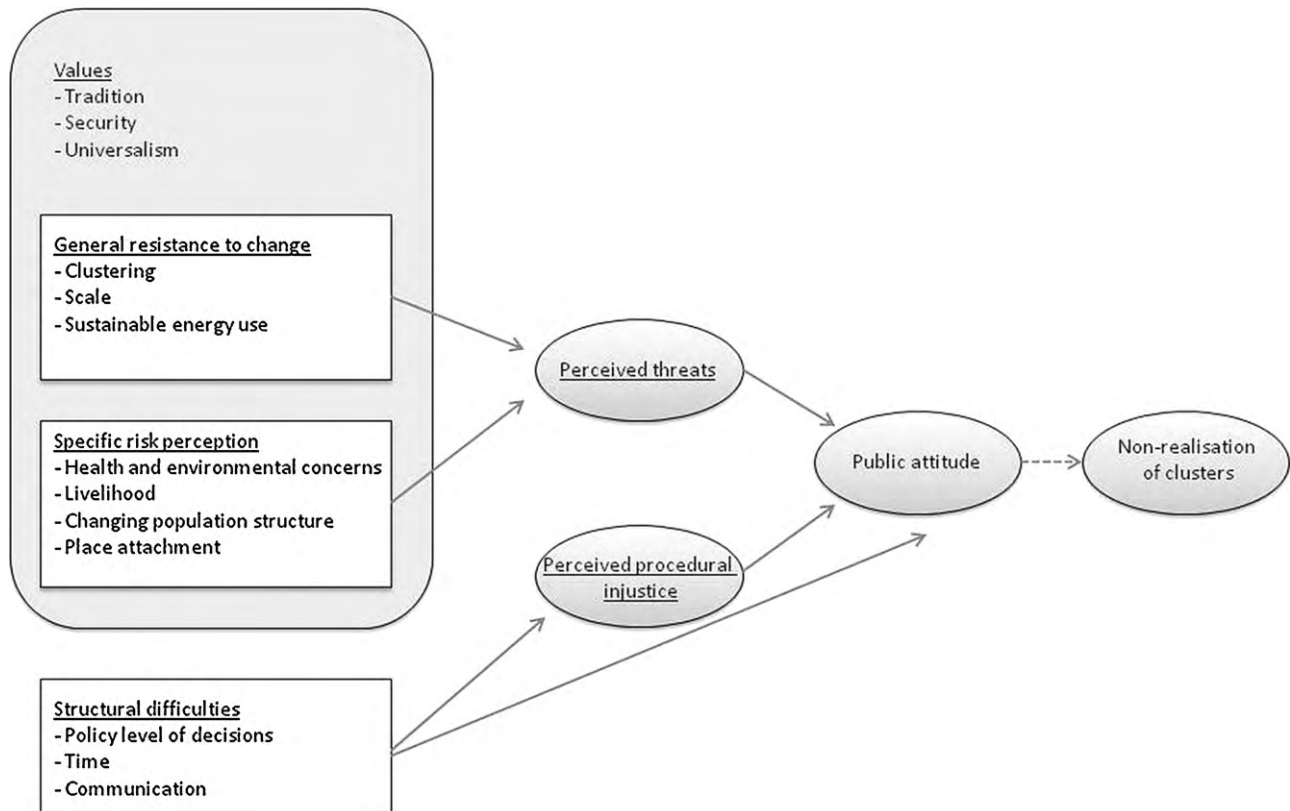 Values
- Tradition
- Security
- Universalism
General resistance to change
- Clustering
- Scale
- Sustainable energy use
Specific risk perception
- Health and environmental concerns
- Livelihood
- Changing population structure
- Place attachment
Structural difficulties
- Policy level of decisions
- Time
- Communication
Perceived threats
Perceived procedural
injustice
Public attitude
Non-realisation
of clusters